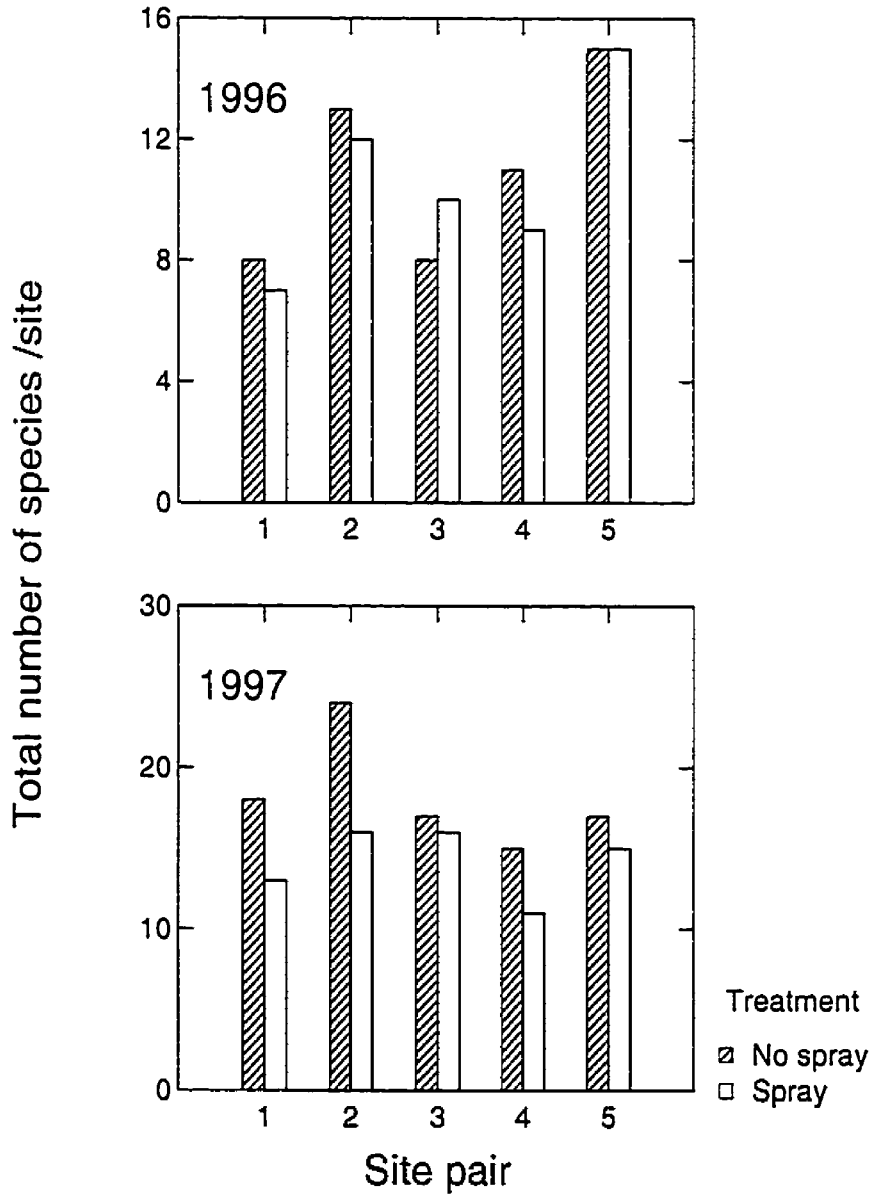 Total number of species /site
16
12
8
4
0
1996
1 2 3 4 5
30
20
10
0
1997
1 2 3 4 5
Site pair
Treatment
No spray
Spray